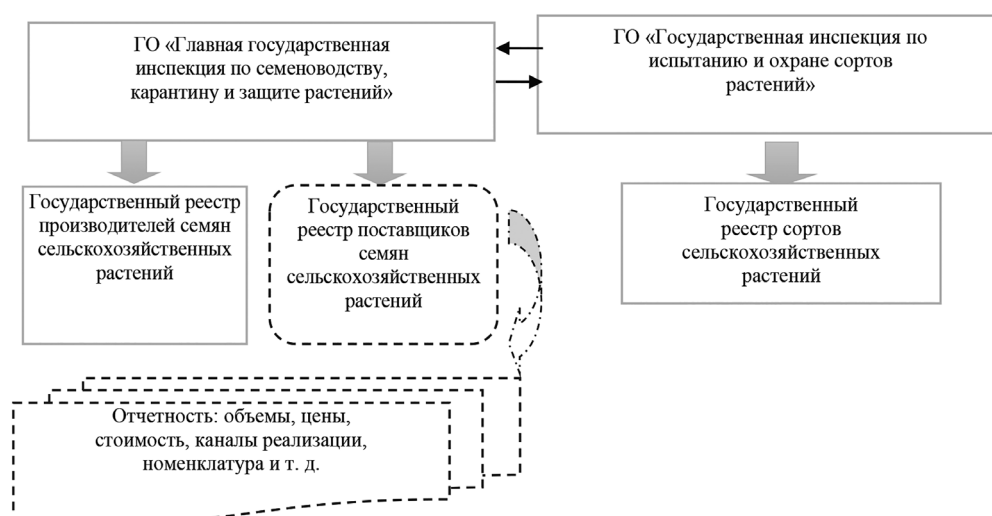 ГО «Главная государственная
инспекция по семеноводству,
карантину и защите растений»
ГО «Государственная инспекция по
испытанию и охране сортов
растений»
Государственный реестр
производителей семян
сельскохозяйственных
растений
Государственный
реестр поставщиков
семян
сельскохозяйственных
растений
Государственный
реестр сортов
сельскохозяйственных
растений
Отчетность: объемы, цены,
стоимость, каналы реализации,
номенклатура и т. д.